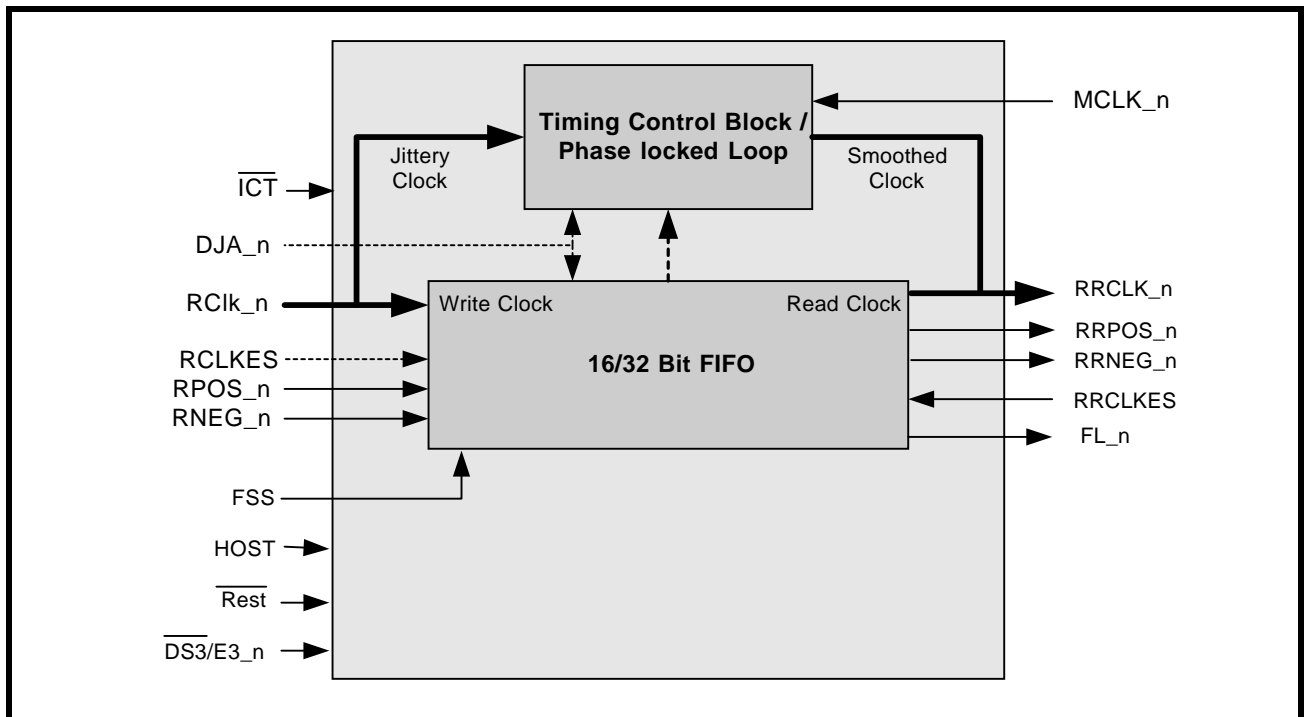 Timing Control Block /
Phase locked Loop
MCLK_n
Jittery
Clock
Smoothed
Clock
ICT
DJA_n
RClk_n
Write Clock
Read Clock
RRCLK_n
RRPOS_n
RCLKES
16/32 Bit FIFO
RRNEG_n
RPOS_n
RRCLKES
RNEG_n
FL_n
FSS
HOST
Rest
DS3/E3_n